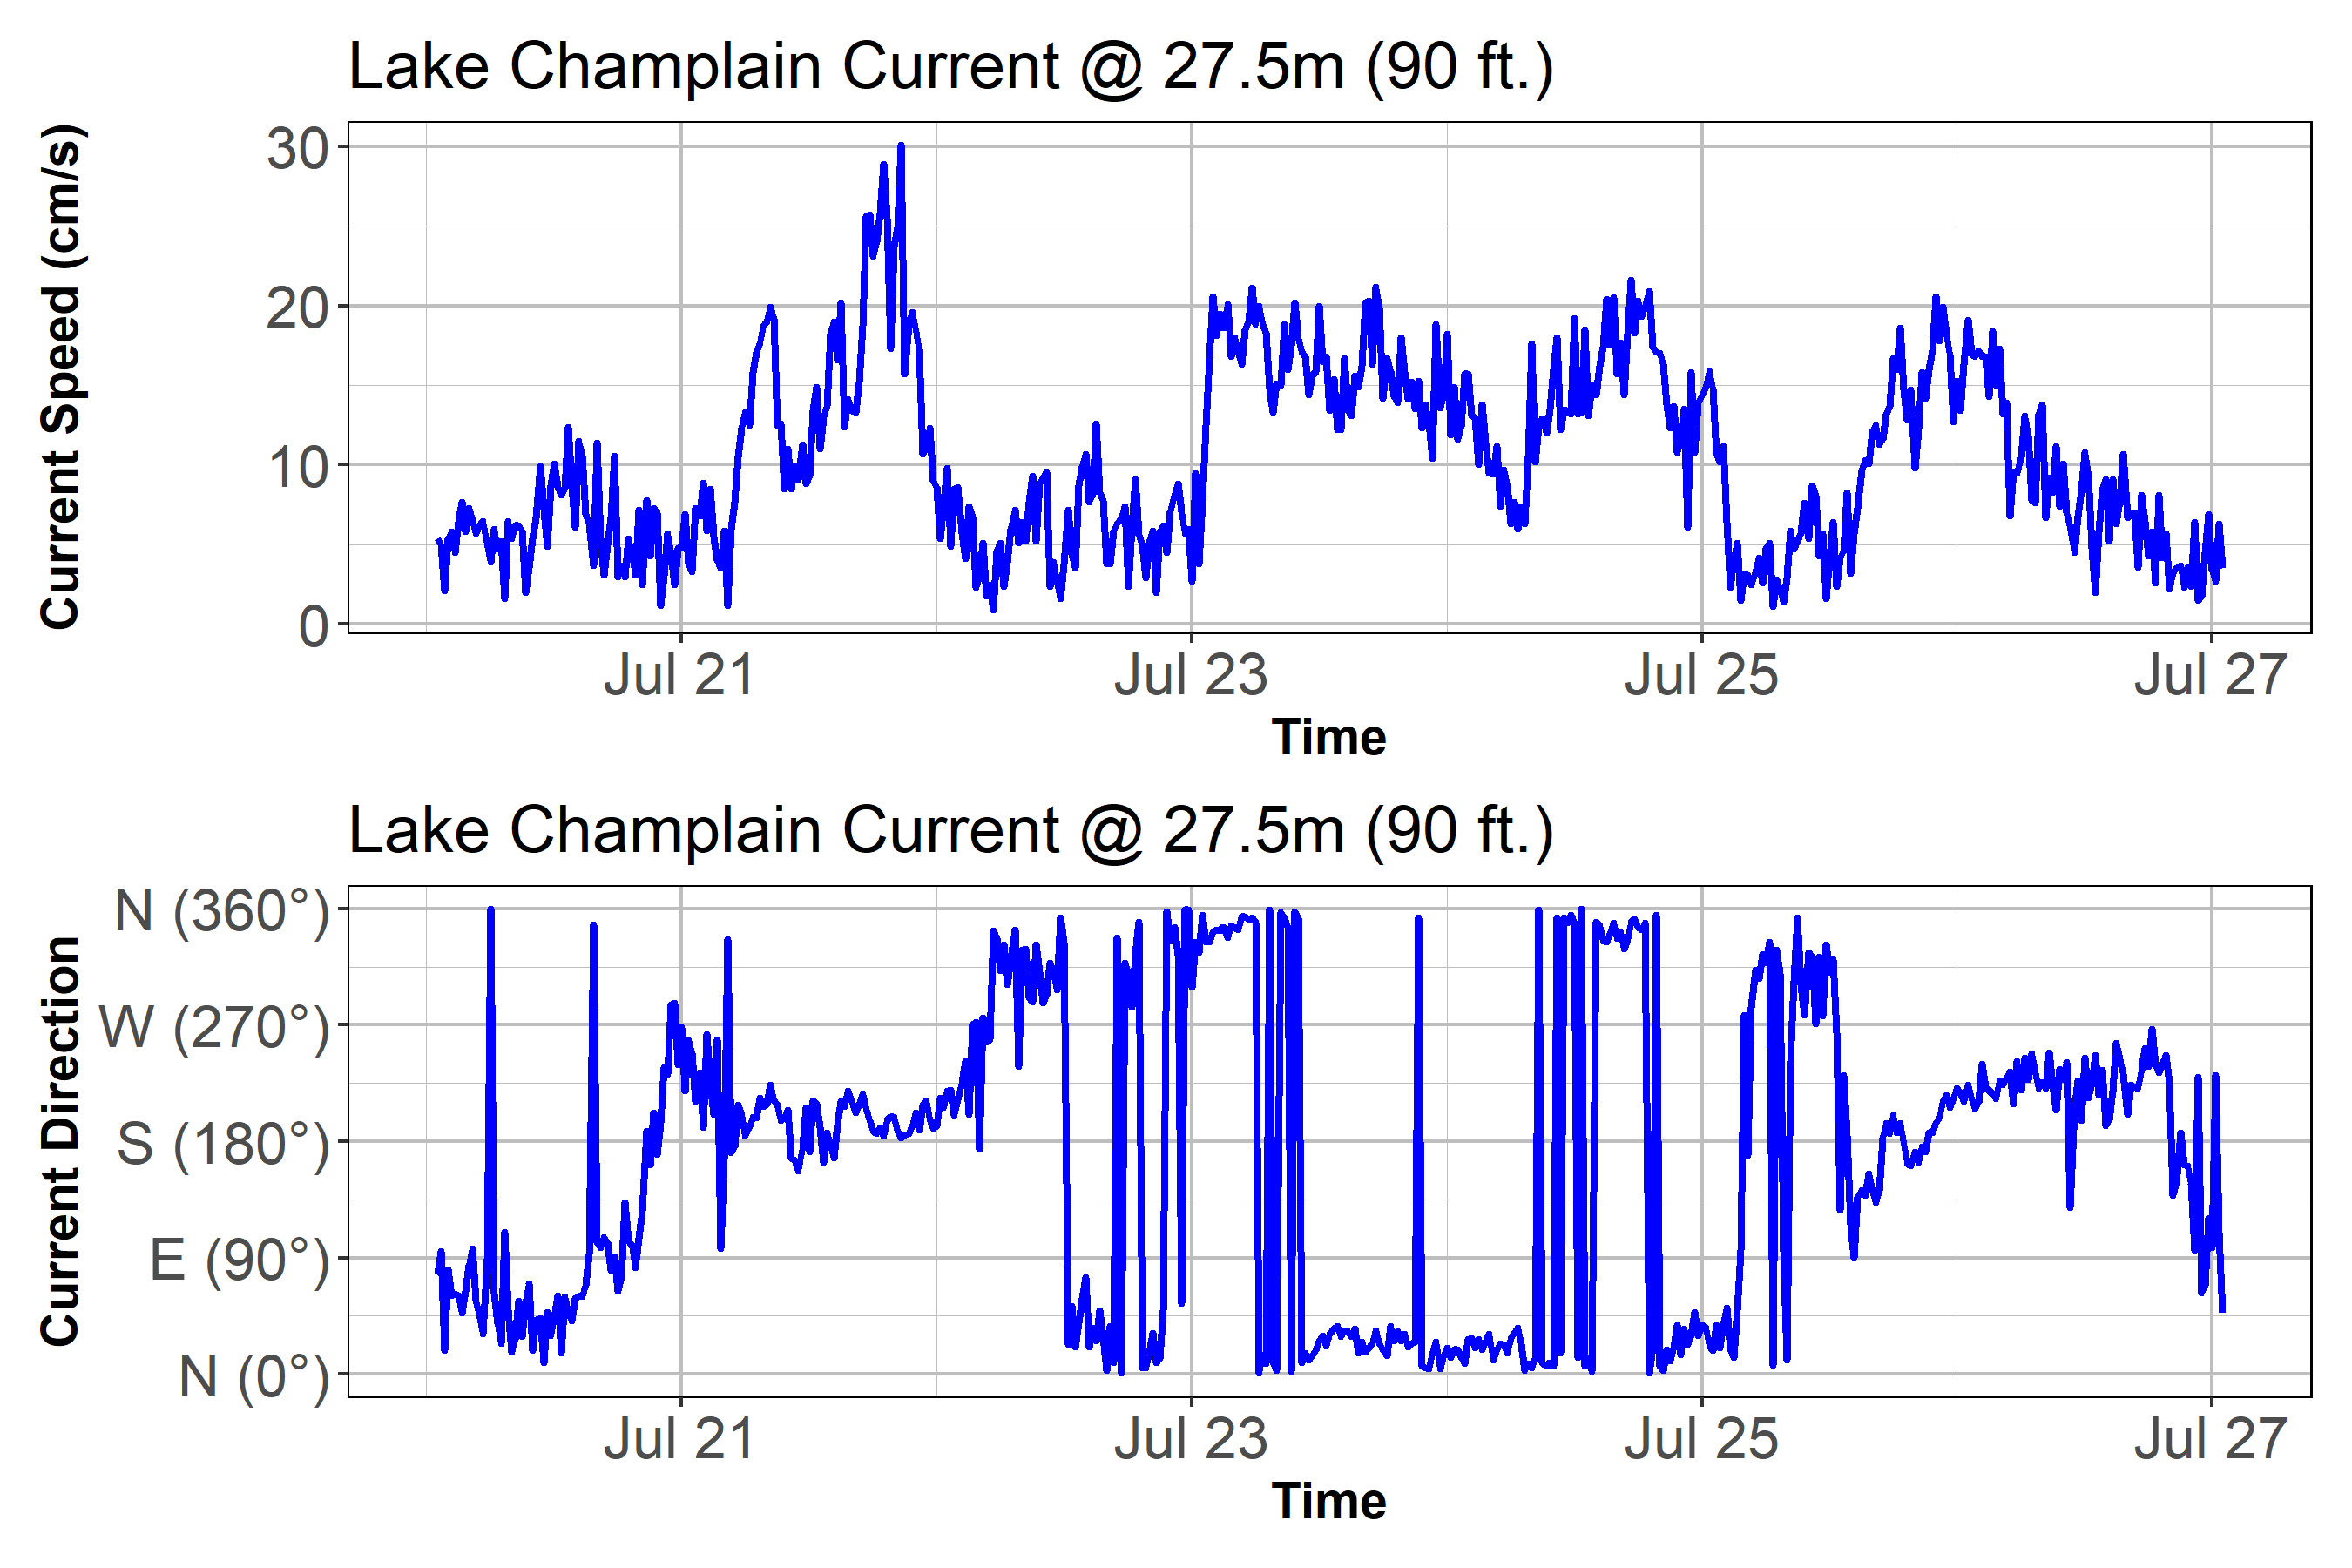 Lake Champlain Current @ 27.5m (90 ft.)
Current Speed (cm/s)
30
20
10
0
Jul 21 Jul 23 Jul 25 Jul 27
Time
Lake Champlain Current @ 27.5m (90 ft.)
Current Direction
N (360°)
W (270°)
S (180°)
E (90°)
N (0°)
Jul 21 Jul 23 Jul 25 Jul 27
Time